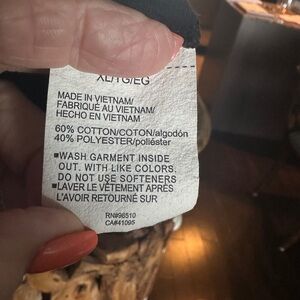 XL/TG/EG
MADE IN VIETNAM/
FABRIQUÉ AU VIETNAM/
HECHO EN VIETNAM
60% COTTON/COTON/algodón
40% POLYESTER/poliéster
▪WASH GARMENT INSIDE
OUT. WITH LIKE COLORS.
DO NOT USE SOFTENERS
▪LAVER LE VÊTEMENT APRÈS
L'AVOIR RETOURNÉ SUR
RN#96510
CA#41095